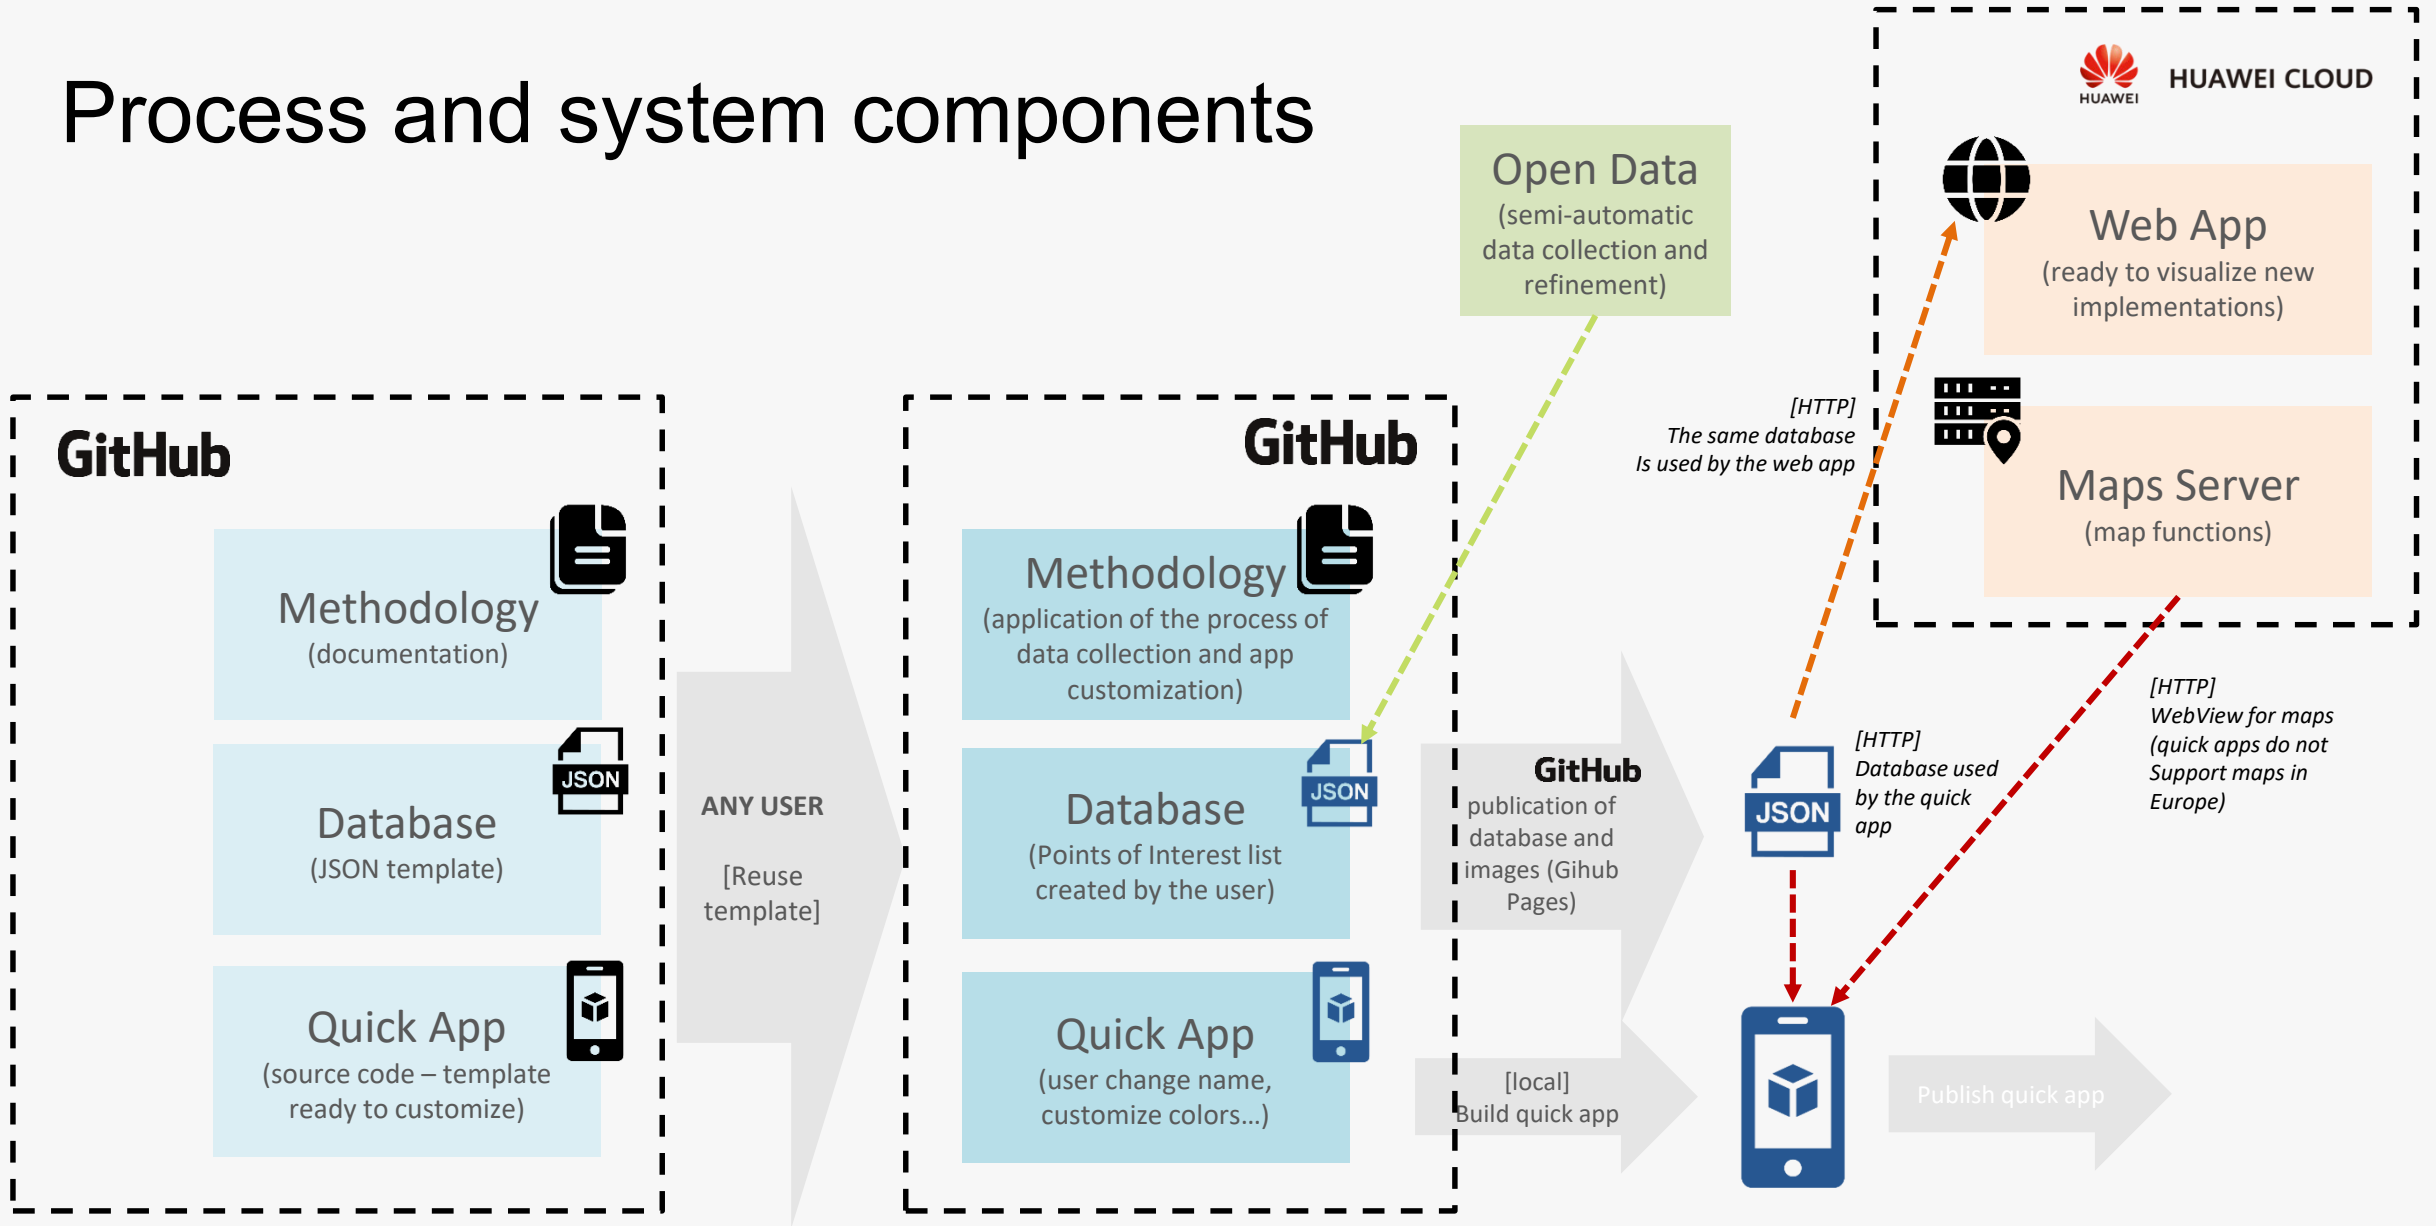 Process and system components
HUAWEI
HUAWEI CLOUD
Open Data
(semi-automatic
data collection and
refinement)
Web App
(ready to visualize new
implementations)
[HTTP]
The same database
Is used by the web app
Maps Server
(map functions)
GitHub
Methodology
(documentation)
JSON
Database
(JSON template)
Quick App
(source code – template
ready to customize)
ANY USER
[Reuse
template]
GitHub
Methodology
(application of the process of
data collection and app
customization)
JSON
Database
(Points of Interest list
created by the user)
Quick App
(user change name,
customize colors...)
GitHub
publication of
database and
images (Gihub
Pages)
[local]
Build quick app
JSON
[HTTP]
Database used
by the quick
app
[HTTP]
WebView for maps
(quick apps do not
Support maps in
Europe)
Publish quick app